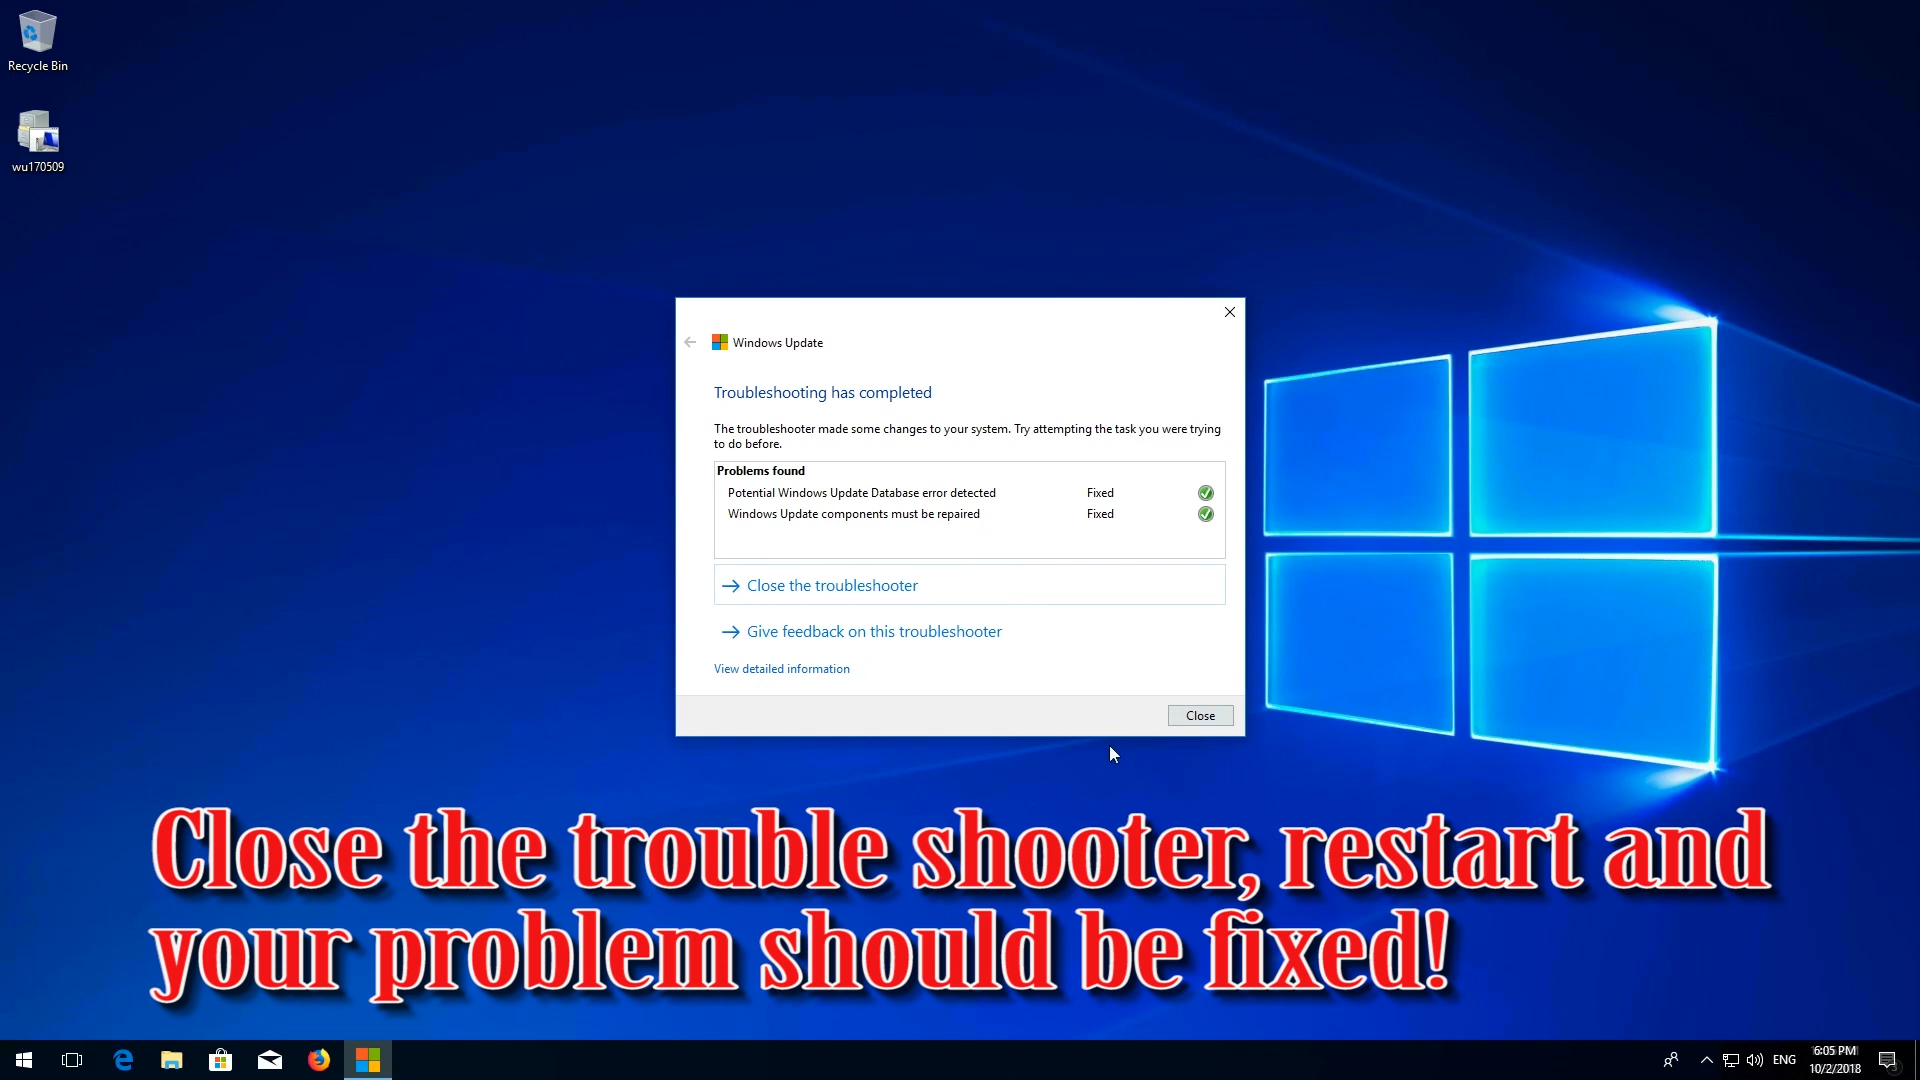 Recycle Bin
wu170509
Windows Update
Troubleshooting has completed
The troubleshooter made some changes to your system. Try attempting the task you were trying
to do before.
Problems found
Potential Windows Update Database error detected Fixed
Windows Update components must be repaired Fixed
Close the troubleshooter
Give feedback on this troubleshooter
View detailed information
Close
Close the trouble shooter, restart and
your problem should be fixed!
ENG
6:05 PM
10/2/2018